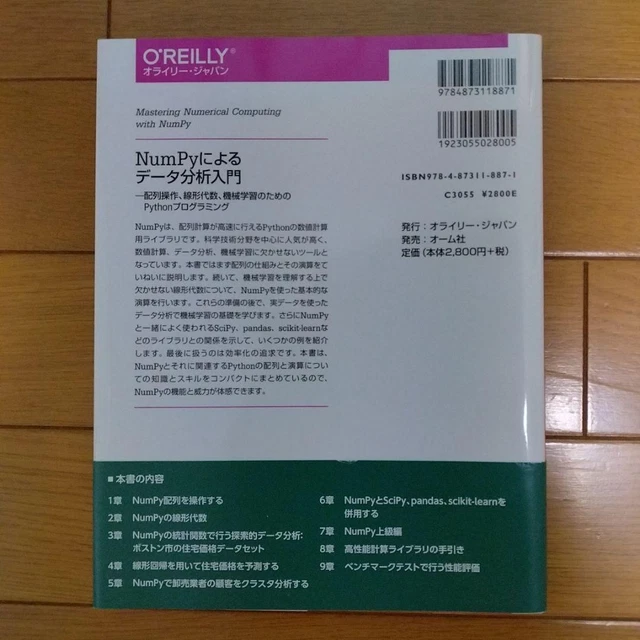 O'REILLY®
オライリー・ジャパン
Mastering Numerical Computing
with NumPy
NumPyによる
データ分析入門
―配列操作、線形代数、機械学習のための
Pythonプログラミング
NumPyは、配列計算が高速に行えるPythonの数値計算
用ライブラリです。科学技術分野を中心に人気が高く、
数値計算、データ分析、機械学習に欠かせないツールと
なっています。本書ではまず配列の仕組みとその演算をて
いねいに説明します。続いて、機械学習を理解する上で
欠かせない線形代数について、NumPyを使った基本的な
演算を行います。これらの準備の後で、実データを使った
データ分析で機械学習の基礎を学びます。さらにNumPy
と一緒によく使われるSciPy、pandas、scikit-learnな
どのライブラリとの関係を示して、いくつかの例を紹介
します。最後に扱うのは効率化の追求です。本書は、
NumPyとそれに関連するPythonの配列と演算について
の知識とスキルをコンパクトにまとめているので、
NumPyの機能と威力が体感できます。
9784873118871
1923055028005
ISBN978-4-87311-887-1
C3055 ¥2800E
発行：オライリー・ジャパン
発売：オーム社
定価（本体2,800円+税）
■ 本書の内容
1章 NumPy配列を操作する
2章 NumPyの線形代数
3章 NumPyの統計関数で行う探索的データ分析：
ボストン市の住宅価格データセット
4章 線形回帰を用いて住宅価格を予測する
5章 NumPyで卸売業者の顧客をクラスタ分析する
6章 NumPyとSciPy、pandas、scikit-learnを
併用する
7章 NumPy上級編
8章 高性能計算ライブラリの手引き
9章 ベンチマークテストで行う性能評価